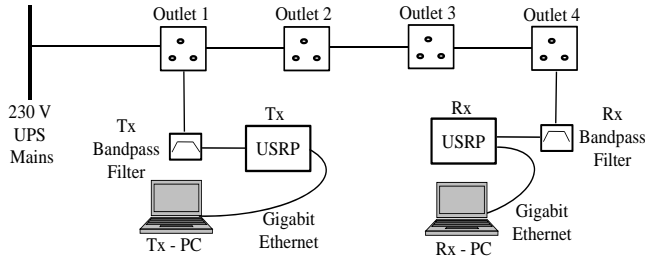 Outlet 1
Outlet 2
Outlet 3
Outlet 4
230 V
UPS
Mains
Tx
Bandpass
Filter
Tx
USRP
Tx - PC
Gigabit
Ethernet
Rx
USRP
Rx
Bandpass
Filter
Rx - PC
Gigabit
Ethernet